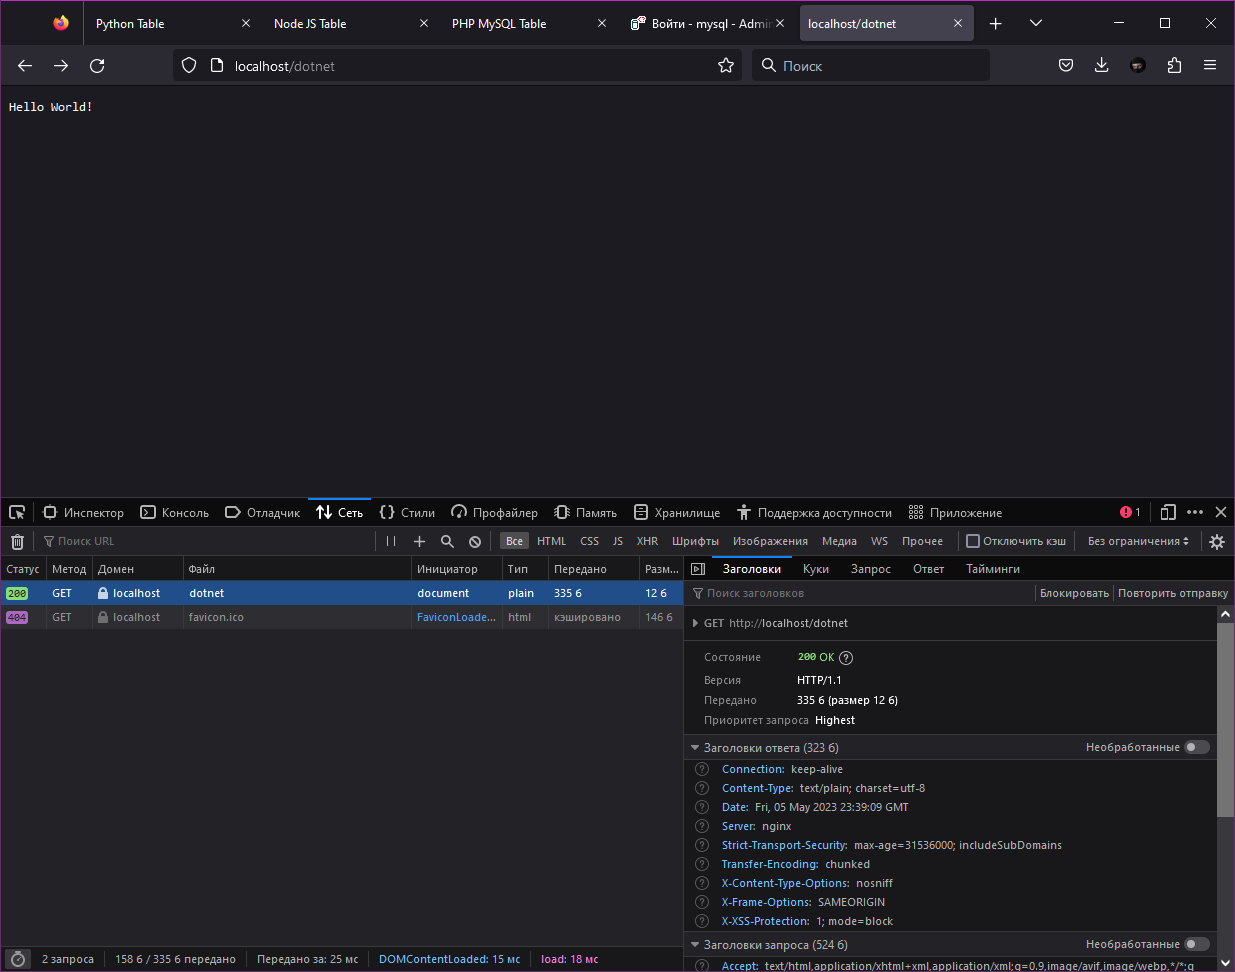 Python Table
Node JS Table
PHP MySQL Table
Войти - mysql - Admin
localhost/dotnet
localhost/dotnet
Поиск
Hello World!
Инспектор Консоль Отладчик Сеть Стили Профайлер Память Хранилище Поддержка доступности Приложение 1
Поиск URL Все HTML CSS JS XHR Шрифты Изображения Медиа WS Прочее Отключить кэш Без ограничения
Статус Метод Домен Файл Инициатор Тип Передано Разм...
200 GET localhost dotnet document plain 335 б 12 б
404 GET localhost favicon.ico FaviconLoade... html кэшировано 146 б
Заголовки Куки Запрос Ответ Тайминги
Поиск заголовков Блокировать Повторить отправку
GET http://localhost/dotnet
Состояние 200 OK ?
Версия HTTP/1.1
Передано 335 б (размер 12 б)
Приоритет запроса Highest
Заголовки ответа (323 б) Необработанные
? Connection: keep-alive
? Content-Type: text/plain; charset=utf-8
? Date: Fri, 05 May 2023 23:39:09 GMT
? Server: nginx
? Strict-Transport-Security: max-age=31536000; includeSubDomains
? Transfer-Encoding: chunked
? X-Content-Type-Options: nosniff
? X-Frame-Options: SAMEORIGIN
? X-XSS-Protection: 1; mode=block
Заголовки запроса (524 б) Необработанные
? Accept: text/html,application/xhtml+xml,application/xml;q=0.9,image/avif,image/webp,*/*;q
2 запроса 158 б / 335 б передано Передано за: 25 мс DOMContentLoaded: 15 мс load: 18 мс